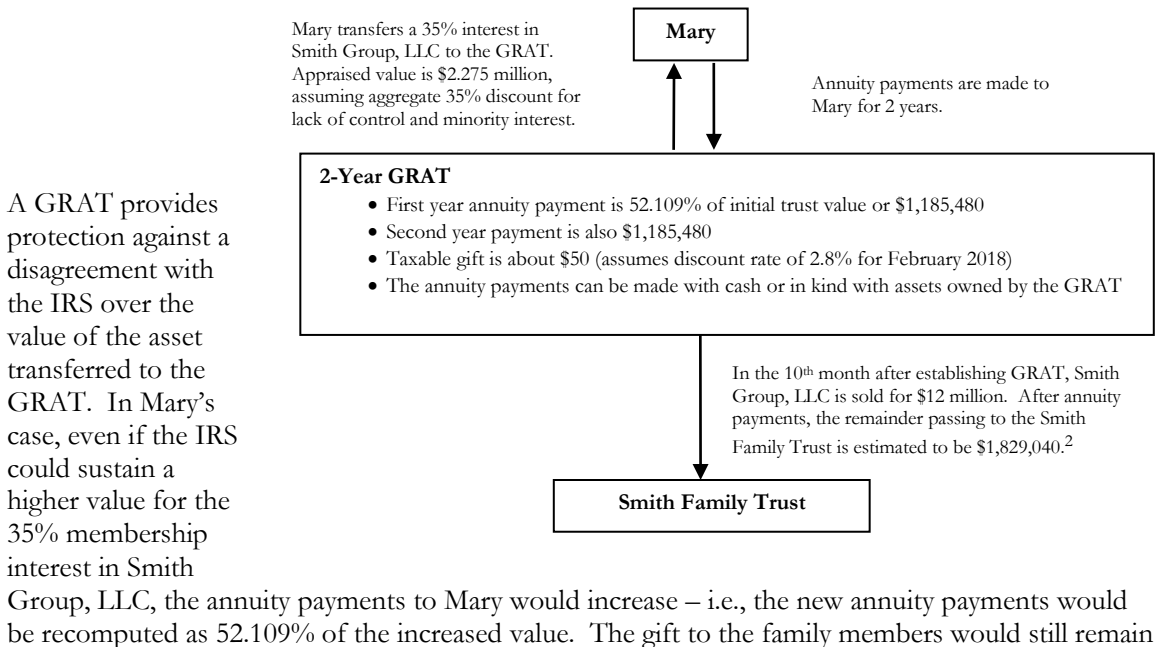 Mary transfers a 35% interest in
Smith Group, LLC to the GRAT.
Appraised value is $2.275 million,
assuming aggregate 35% discount for
lack of control and minority interest.
Mary
Annuity payments are made to
Mary for 2 years.
2-Year GRAT
• First year annuity payment is 52.109% of initial trust value or $1,185,480
• Second year payment is also $1,185,480
• Taxable gift is about $50 (assumes discount rate of 2.8% for February 2018)
• The annuity payments can be made with cash or in kind with assets owned by the GRAT
In the 10th month after establishing GRAT, Smith
Group, LLC is sold for $12 million. After annuity
payments, the remainder passing to the Smith
Family Trust is estimated to be $1,829,040.2
Smith Family Trust
A GRAT provides
protection against a
disagreement with
the IRS over the
value of the asset
transferred to the
GRAT. In Mary's
case, even if the IRS
could sustain a
higher value for the
35% membership
interest in Smith
Group, LLC, the annuity payments to Mary would increase – i.e., the new annuity payments would
be recomputed as 52.109% of the increased value. The gift to the family members would still remain